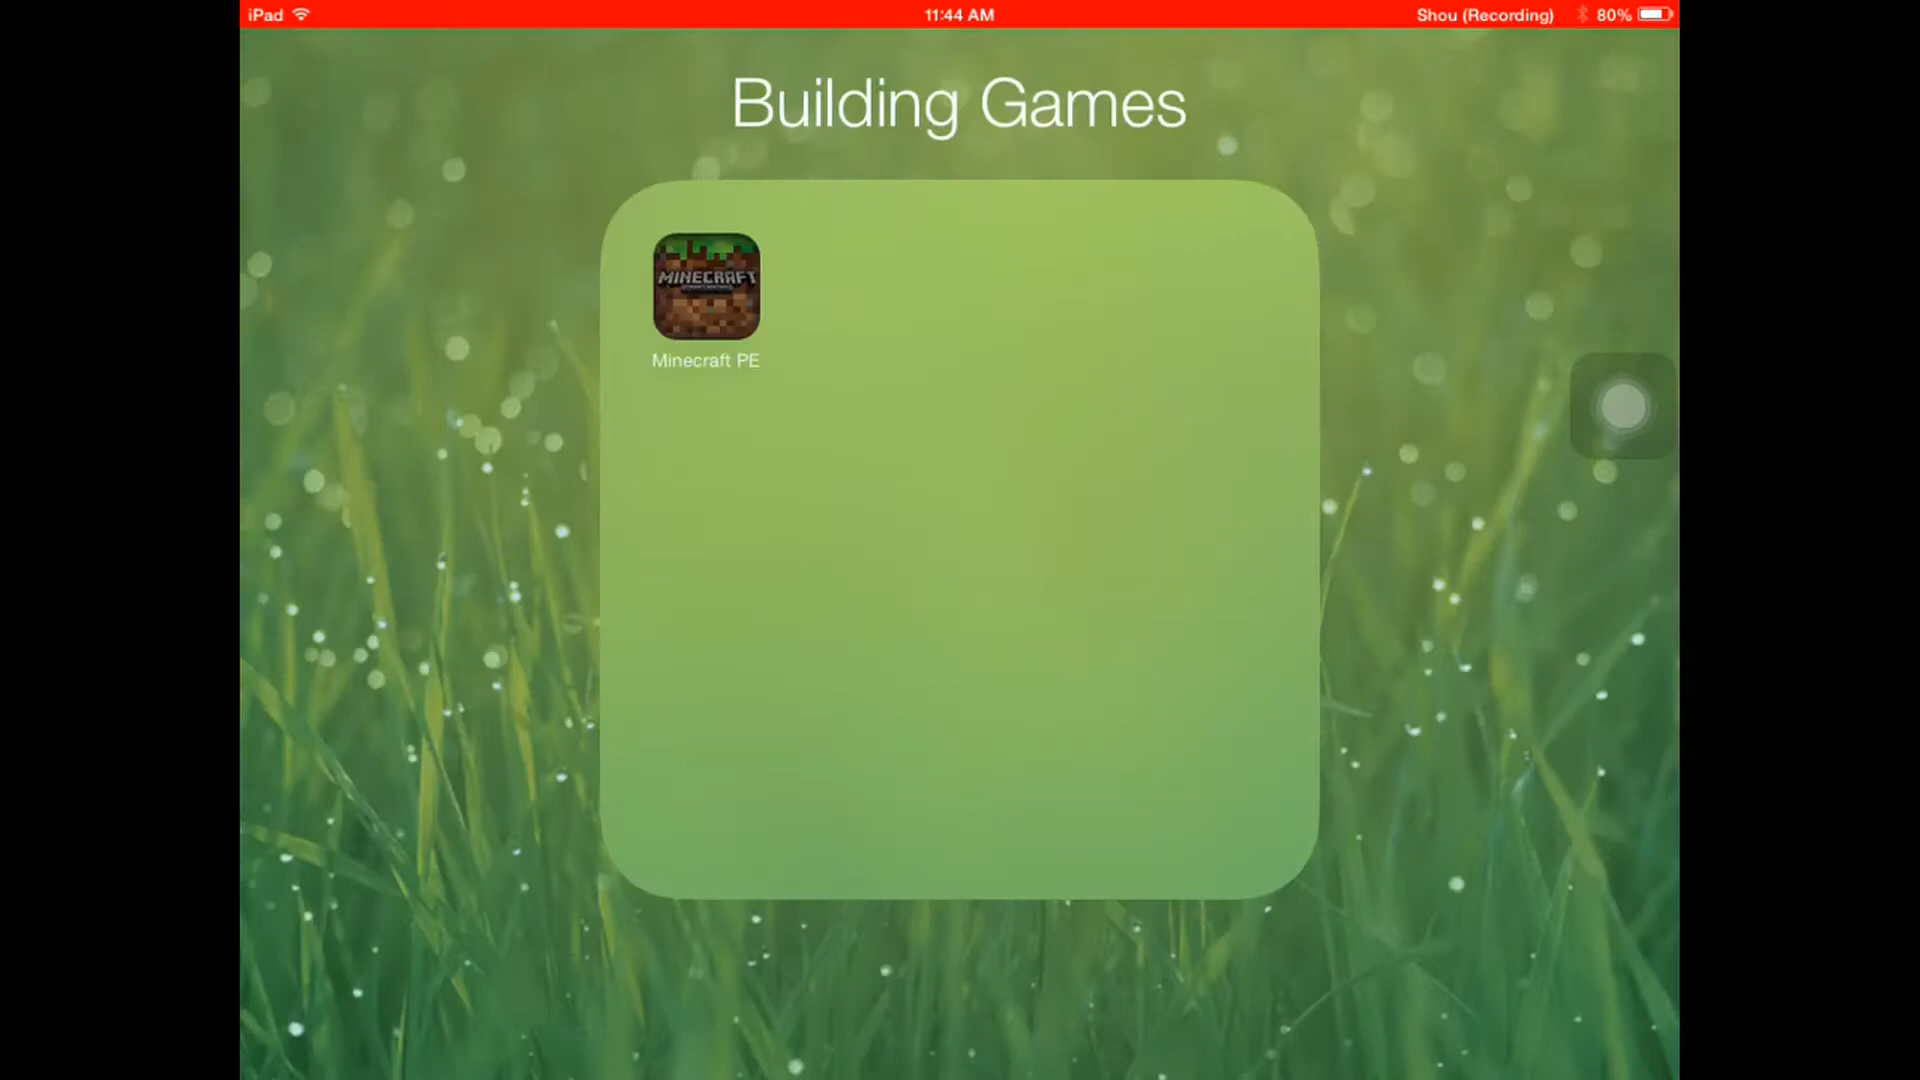 iPad
11:44 AM
Shou (Recording)
80%
Building Games
MINECRAFT
Minecraft PE